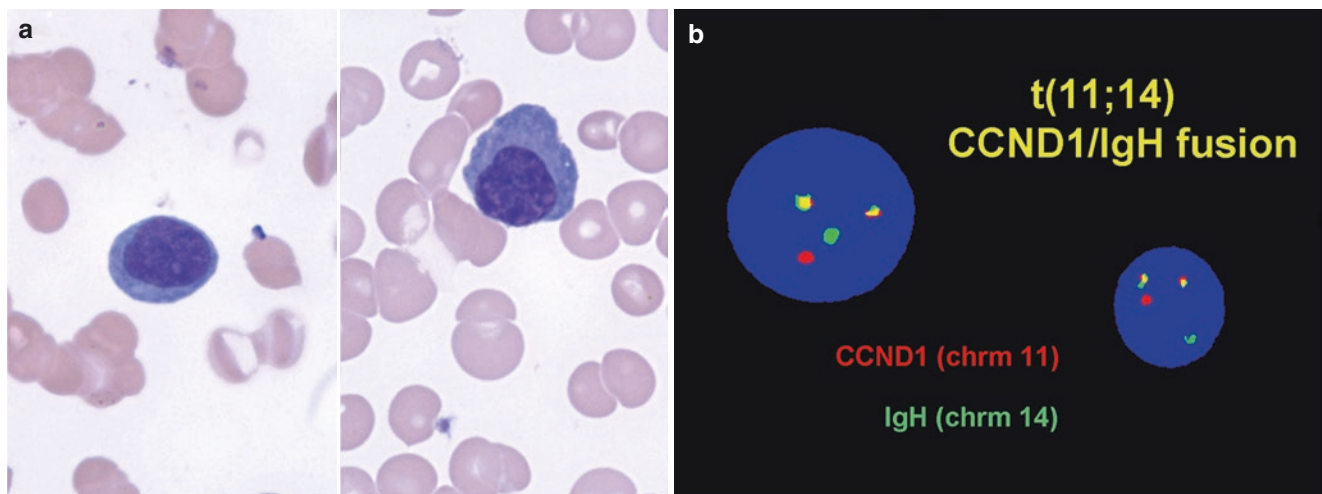 a
b
t(11;14)
CCND1/IgH fusion
CCND1 (chrm 11)
IgH (chrm 14)